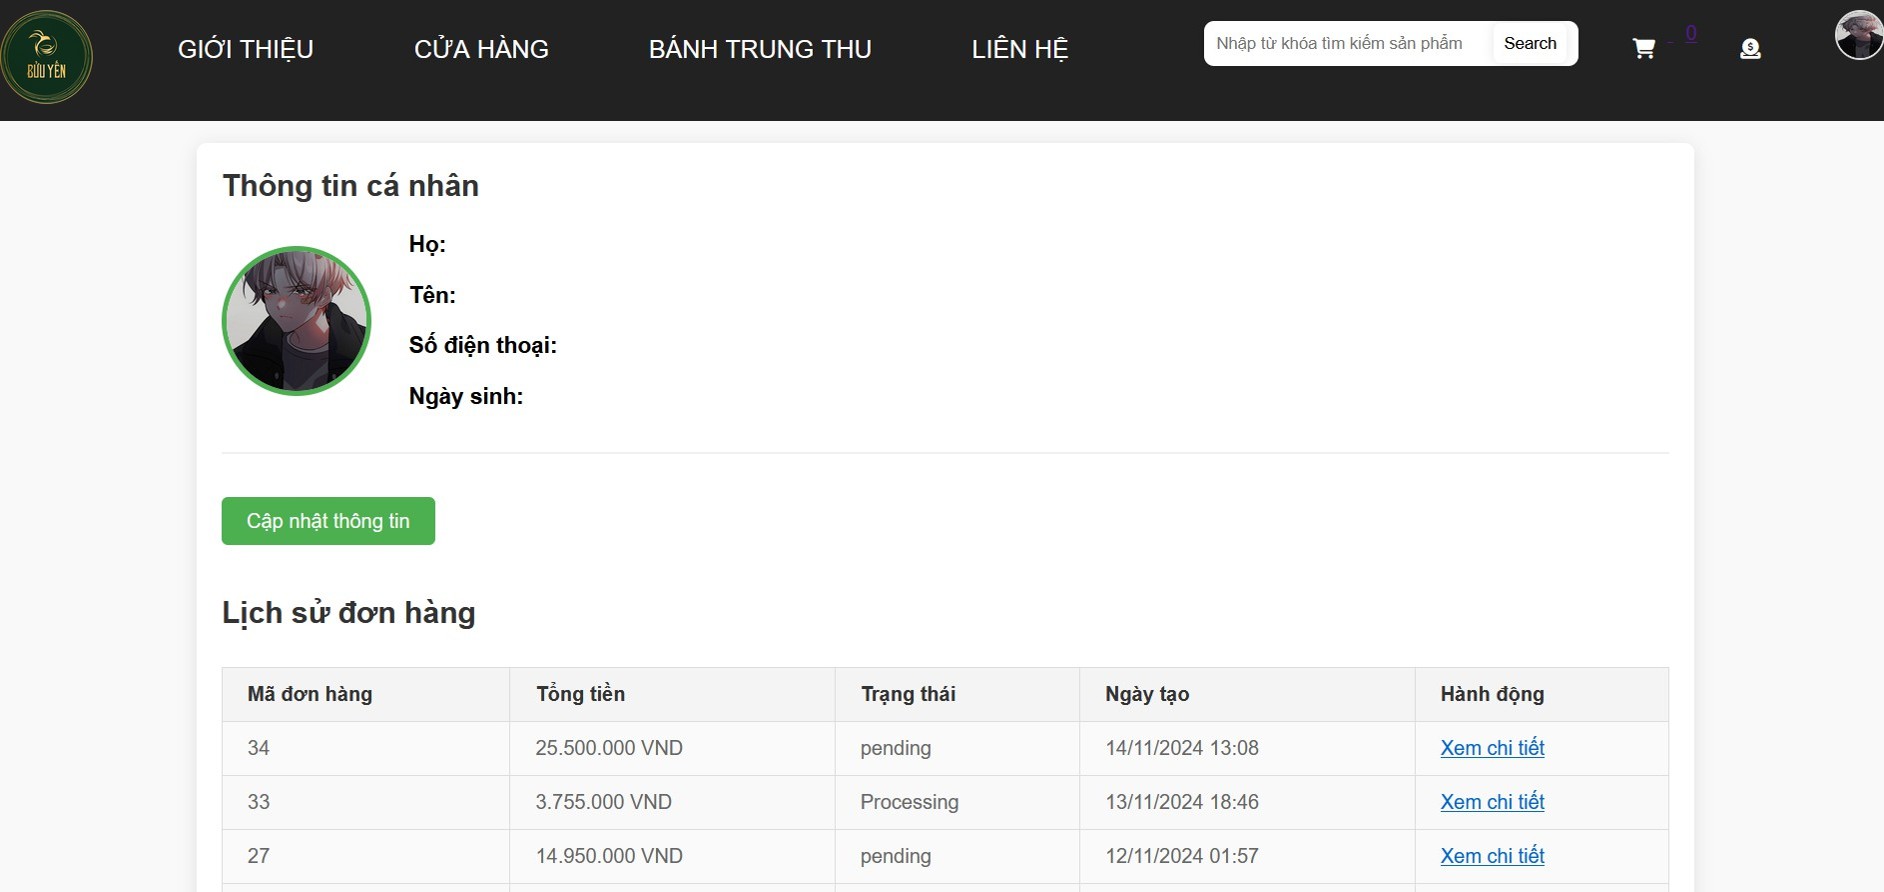 BỬU YÊN
GIỚI THIỆU CỬA HÀNG BÁNH TRUNG THU LIÊN HỆ Nhập từ khóa tìm kiếm sản phẩm Search 0
Thông tin cá nhân
Họ:
Tên:
Số điện thoại:
Ngày sinh:
Cập nhật thông tin
Lịch sử đơn hàng
Mã đơn hàng Tổng tiền Trạng thái Ngày tạo Hành động
34 25.500.000 VND pending 14/11/2024 13:08 Xem chi tiết
33 3.755.000 VND Processing 13/11/2024 18:46 Xem chi tiết
27 14.950.000 VND pending 12/11/2024 01:57 Xem chi tiết